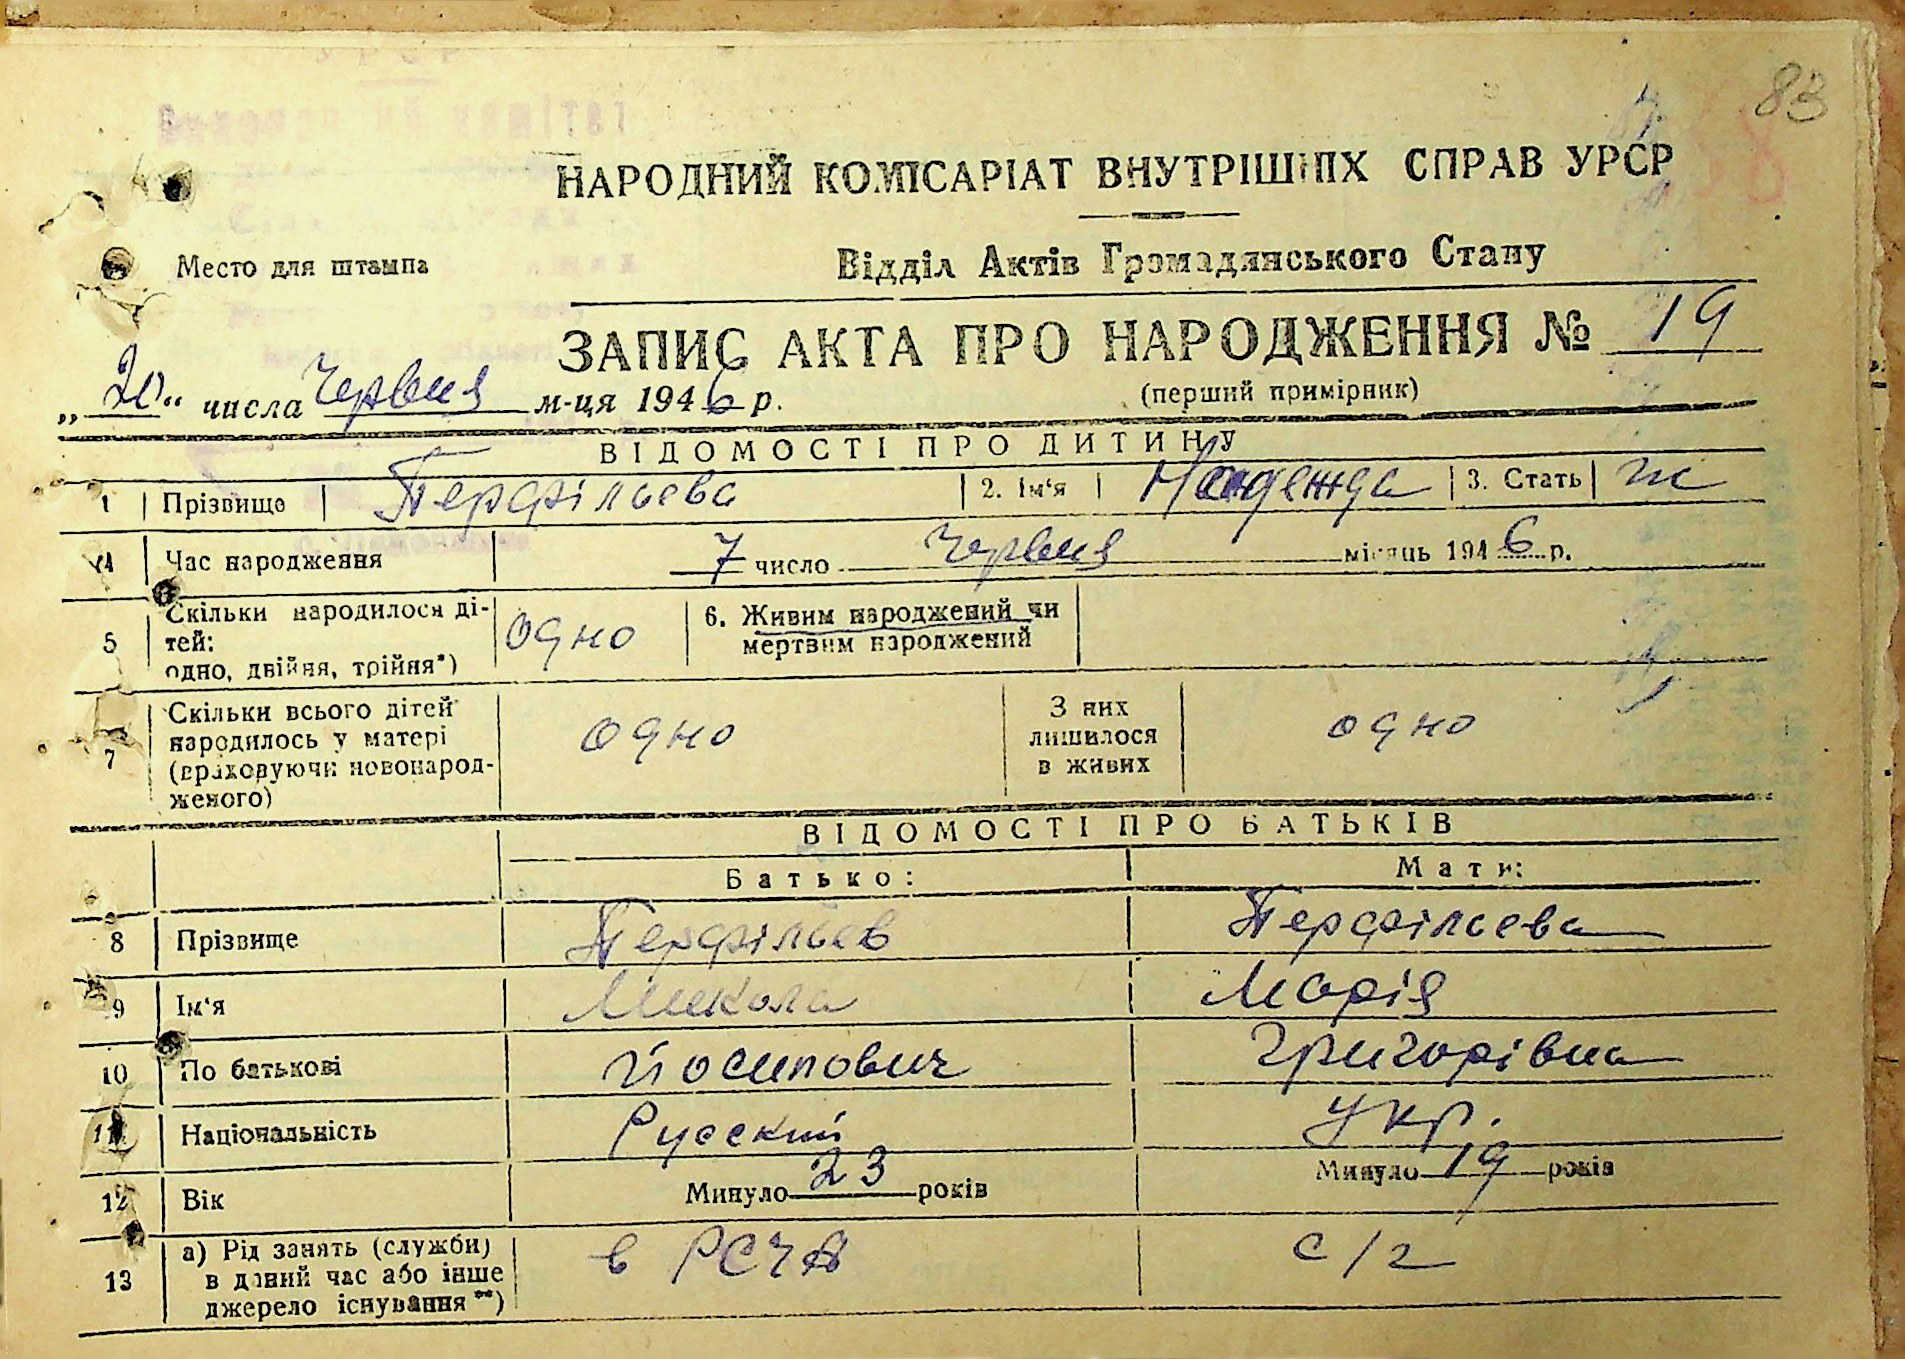 83
НАРОДНИЙ КОМІСАРІАТ ВНУТРІШНІХ СПРАВ УРСР
Место для штампа
Відділ Актів Громадянського Стану
ЗАПИС АКТА ПРО НАРОДЖЕННЯ № 19
(перший примірник)
„20“ числа Червня м-ця 1946 р.
ВІДОМОСТІ ПРО ДИТИНУ
1 Прізвище Перфільєва 2. Ім‘я Надежда 3. Стать ж
4 Час народження 7 число Червня місяць 1946 р.
5 Скільки народилося ді-
тей:
одно, двійня, трійня*) одно
6. Живим народжений чи
мертвим народжений
7 Скільки всього дітей
народилось у матері
(враховуючи новонарод-
женого) одно
З них
лишилося
в живих одно
ВІДОМОСТІ ПРО БАТЬКІВ
Батько: Мати:
8 Прізвище Перфільєв Перфільєва
9 Ім‘я Микола Марія
10 По батькові Йосипович Григорівна
11 Національність Русский Укр.
12 Вік Минуло 23 років Минуло 19 років
13 а) Рід занять (служби)
в даний час або інше
джерело існування**) в РСЧА с/г